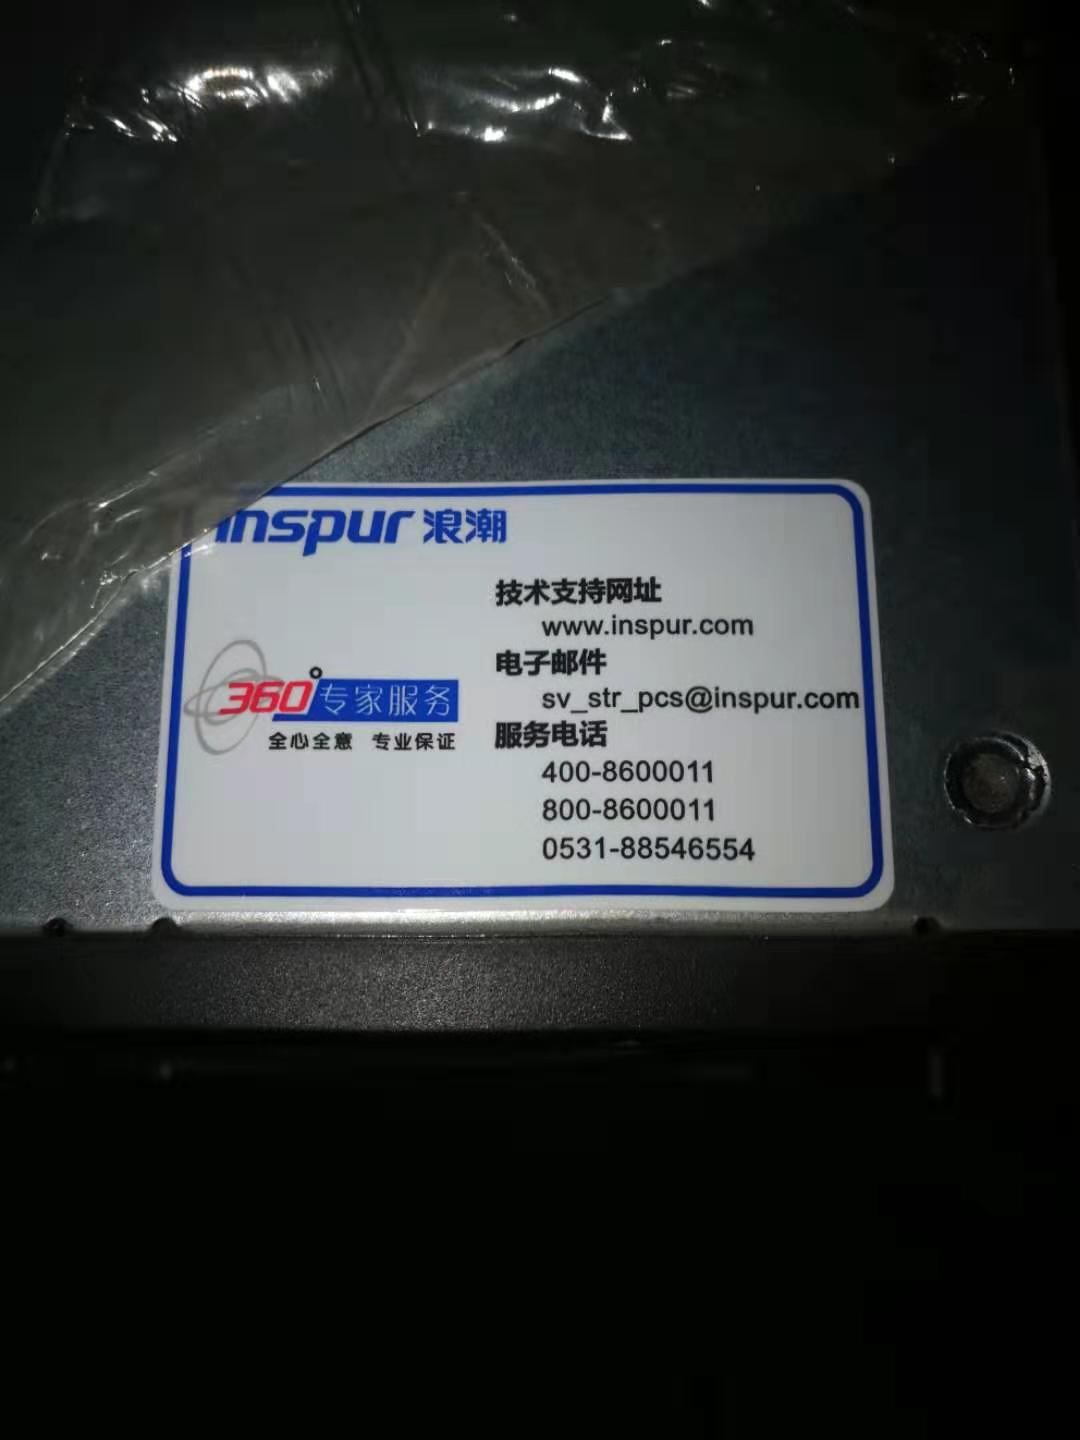 inspur 浪潮
技术支持网址
www.inspur.com
电子邮件
sv_str_pcs@inspur.com
服务电话
400-8600011
800-8600011
0531-88546554
360°专家服务
全心全意 专业保证